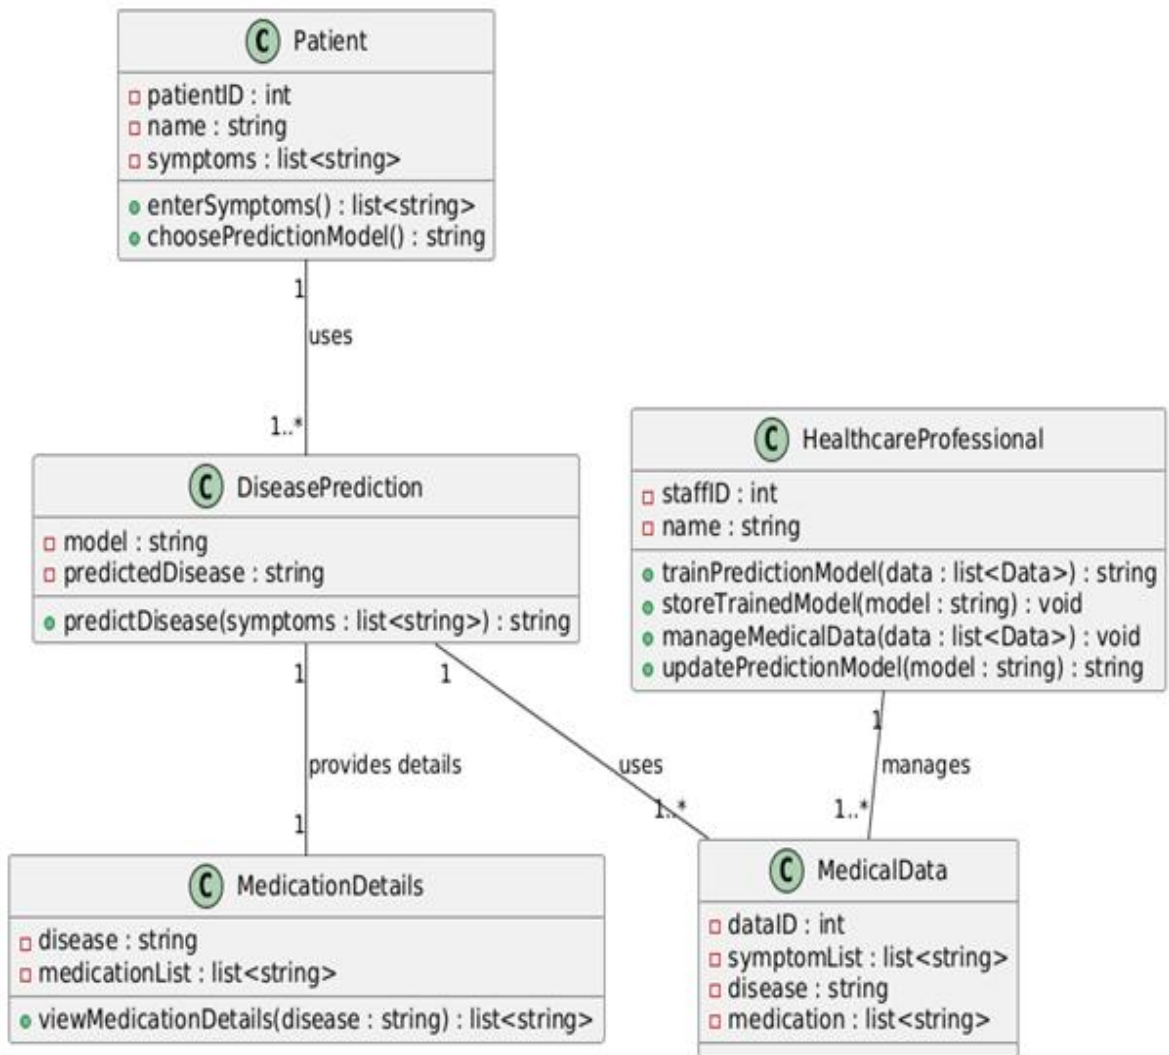 C Patient
patientID : int
name : string
symptoms : list<string>
enterSymptoms() : list<string>
choosePredictionModel() : string
1
uses
1..*
C DiseasePrediction
model : string
predictedDisease : string
predictDisease(symptoms : list<string>) : string
C HealthcareProfessional
staffID : int
name : string
trainPredictionModel(data : list<Data>) : string
storeTrainedModel(model : string) : void
manageMedicalData(data : list<Data>) : void
updatePredictionModel(model : string) : string
1
provides details
1
1
uses
1..*
1
manages
1..*
C MedicationDetails
disease : string
medicationList : list<string>
viewMedicationDetails(disease : string) : list<string>
C MedicalData
dataID : int
symptomList : list<string>
disease : string
medication : list<string>